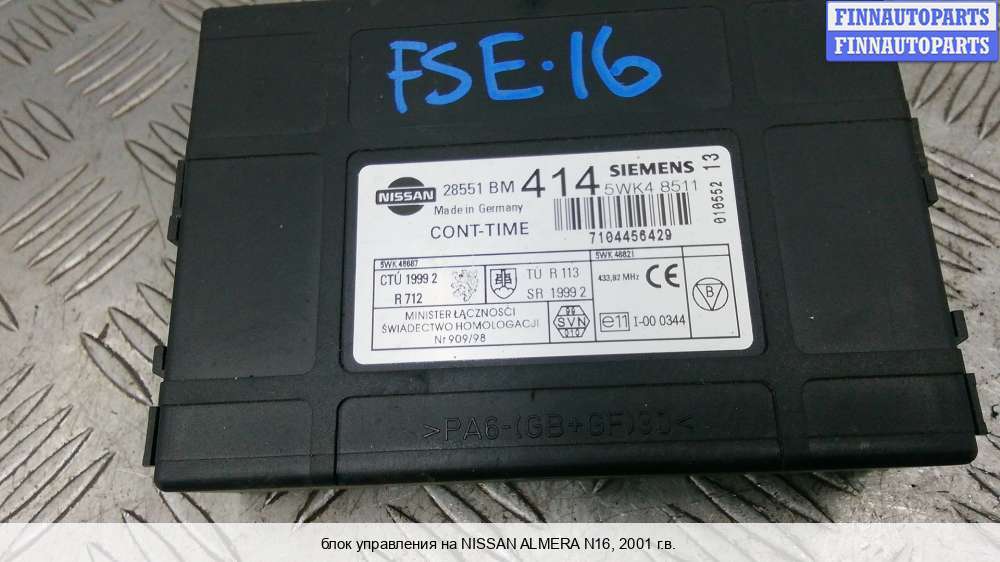 FINNAUTOPARTS
FINNAUTOPARTS
FSE·16
NISSAN
28551 BM 414
SIEMENS
5WK4 8511
Made in Germany
CONT-TIME
7104456429
010552 13
5WK 48687
CTÚ 1999 2
R 712
TÚ R 113
SR 1999 2
5WK 48821
433,92 MHz CE
B
MINISTER ŁĄCZNOŚCI
ŚWIADECTWO HOMOLOGACJI
Nr 909/98
SVN
e11 I-00 0344
>PA6-(GB+GF)30<
блок управления на NISSAN ALMERA N16, 2001 г.в.